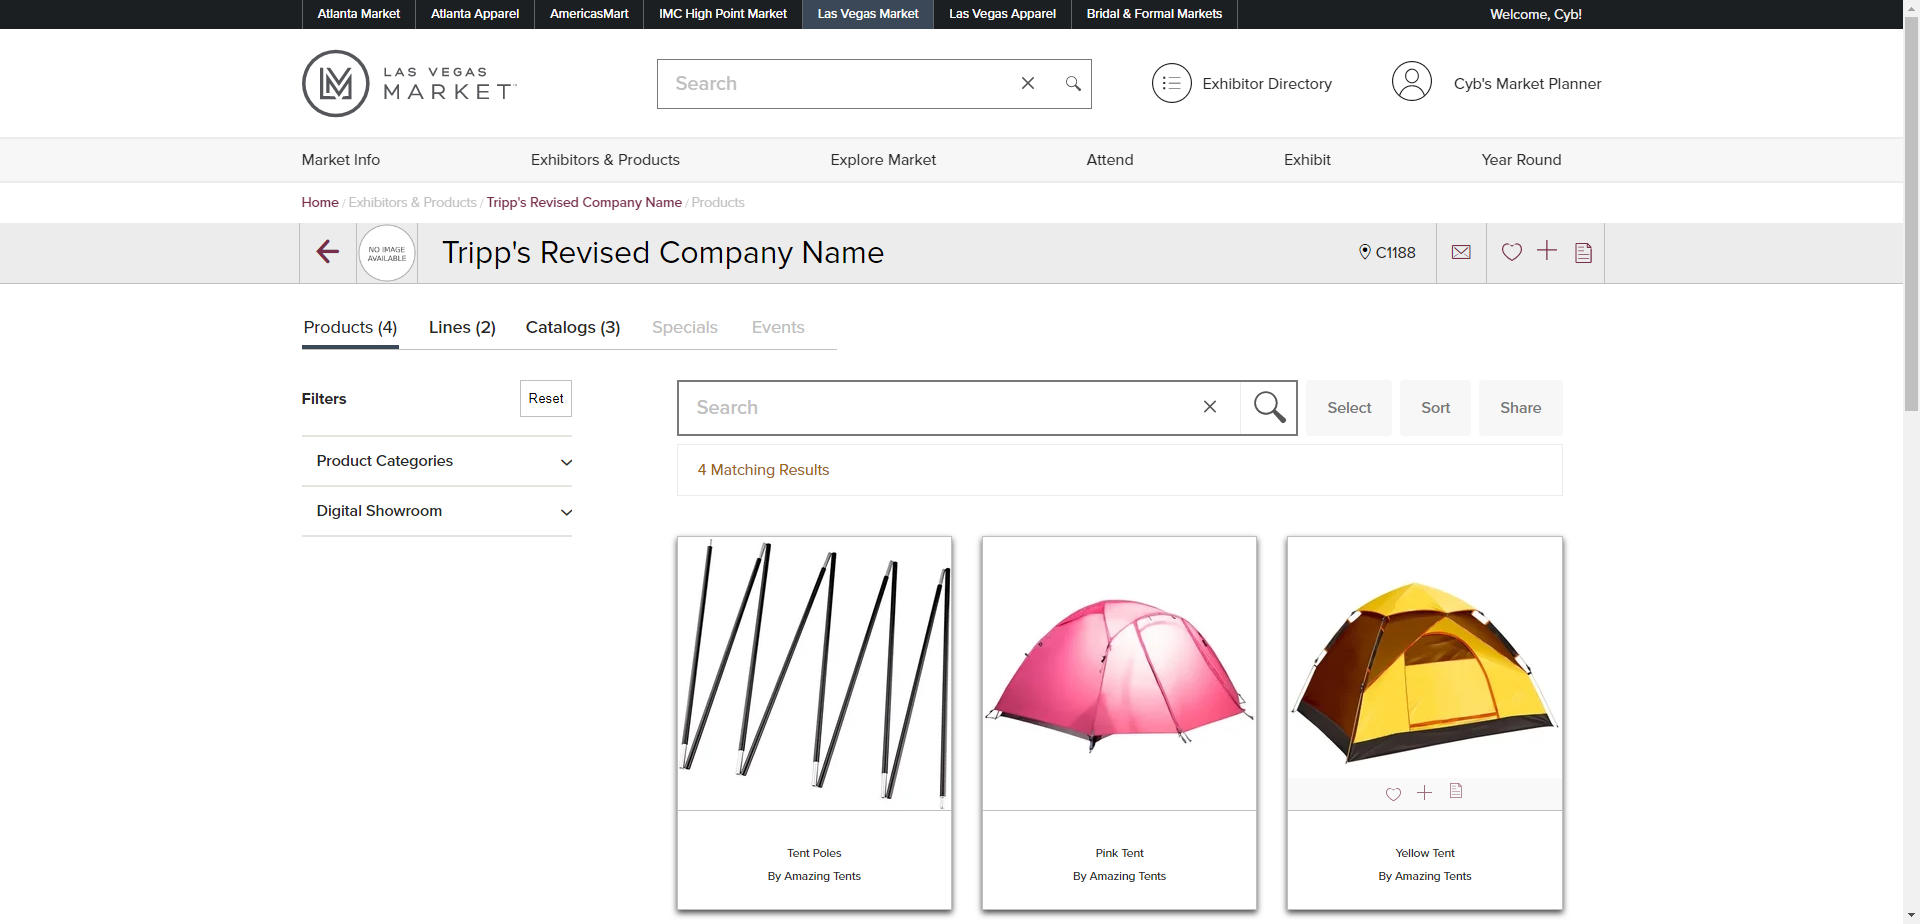 Atlanta Market
Atlanta Apparel
AmericasMart
IMC High Point Market
Las Vegas Market
Las Vegas Apparel
Bridal & Formal Markets
Welcome, Cyb!
LAS VEGAS
MARKET
Search
Exhibitor Directory
Cyb's Market Planner
Market Info
Exhibitors & Products
Explore Market
Attend
Exhibit
Year Round
Home / Exhibitors & Products / Tripp's Revised Company Name / Products
NO IMAGE
AVAILABLE
Tripp's Revised Company Name
C1188
Products (4)
Lines (2)
Catalogs (3)
Specials
Events
Filters
Reset
Product Categories
Digital Showroom
Search
Select
Sort
Share
4 Matching Results
Tent Poles
By Amazing Tents
Pink Tent
By Amazing Tents
Yellow Tent
By Amazing Tents